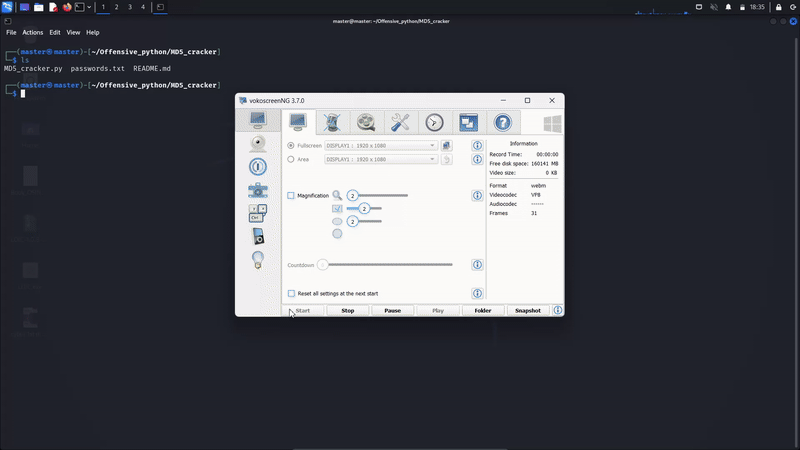 1 2 3 4
18:35
master@master: ~/Offensive_python/MD5_cracker
File Actions Edit View Help
┌──(master㉿master)-[~/Offensive_python/MD5_cracker]
└─$ ls
MD5_cracker.py passwords.txt README.md
┌──(master㉿master)-[~/Offensive_python/MD5_cracker]
└─$
vokoscreenNG 3.7.0
Fullscreen DISPLAY1 : 1920 x 1080
Area DISPLAY1 : 1920 x 1080
Magnification 2
2
2
Countdown
Reset all settings at the next start
Start Stop Pause Play Folder Snapshot
Information
Record Time: 00:00:00
Free disk space: 160141 MB
Video size: 0 KB
Format webm
Videocodec VP8
Audiocodec ------
Frames 31
Ctrl